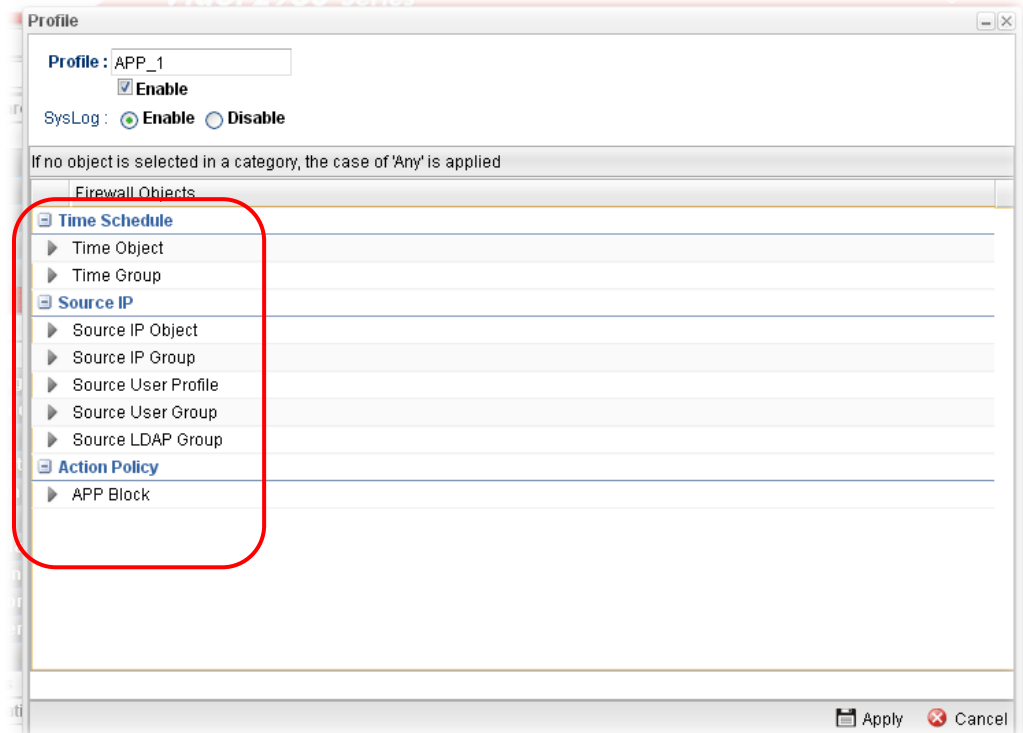 Profile
Profile : APP_1
Enable
SysLog : Enable Disable
If no object is selected in a category, the case of 'Any' is applied
Firewall Objects
Time Schedule
Time Object
Time Group
Source IP
Source IP Object
Source IP Group
Source User Profile
Source User Group
Source LDAP Group
Action Policy
APP Block
Apply Cancel